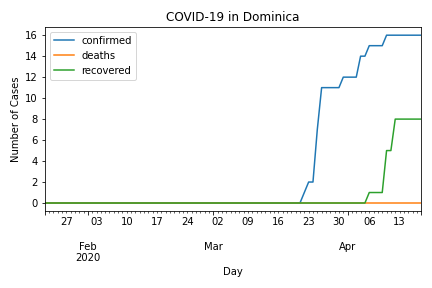 COVID-19 in Dominica
confirmed
deaths
recovered
Number of Cases
16
14
12
10
8
6
4
2
0
27 03 10 17 24 02 09 16 23 30 06 13
Feb Mar Apr
2020
Day